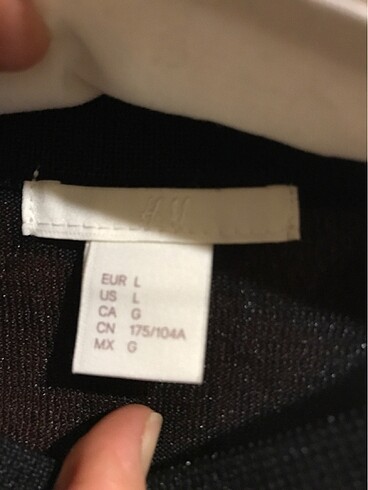 EUR L
US L
CA G
CN 175/104A
MX G